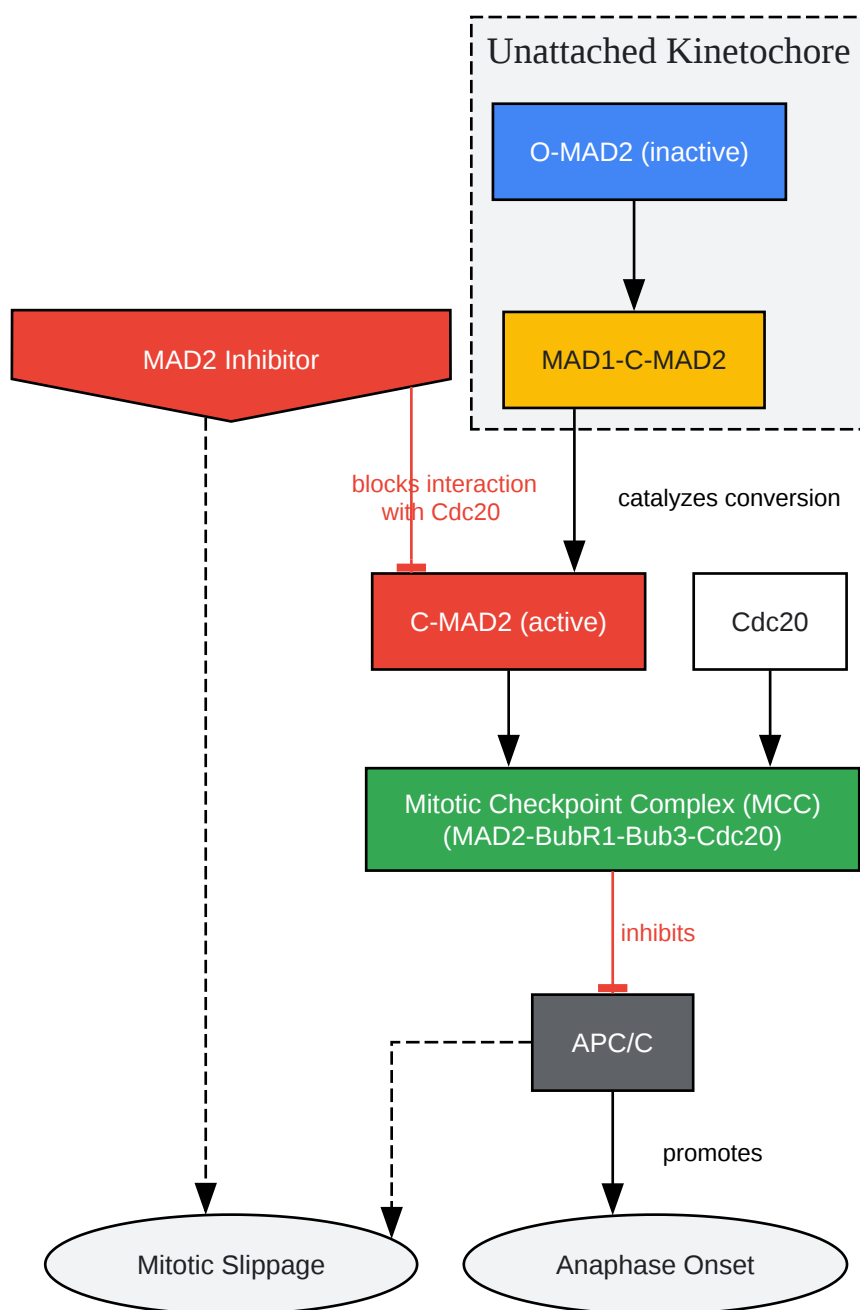 Unattached Kinetochore
O-MAD2 (inactive)
MAD2 Inhibitor
MAD1-C-MAD2
blocks interaction
with Cdc20
catalyzes conversion
C-MAD2 (active)
Cdc20
Mitotic Checkpoint Complex (MCC)
(MAD2-BubR1-Bub3-Cdc20)
inhibits
APC/C
promotes
Mitotic Slippage
Anaphase Onset